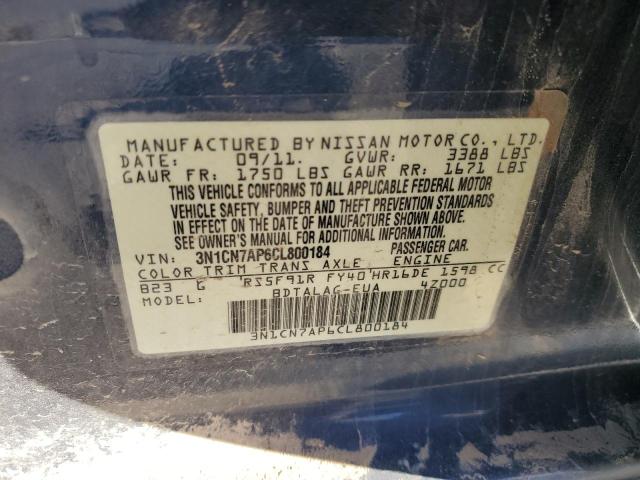 MANUFACTURED BY NISSAN MOTOR CO., LTD.
DATE: 09/11. GVWR: 3388 LBS
GAWR FR: 1750 LBS GAWR RR: 1671 LBS
THIS VEHICLE CONFORMS TO ALL APPLICABLE FEDERAL MOTOR
VEHICLE SAFETY, BUMPER AND THEFT PREVENTION STANDARDS
IN EFFECT ON THE DATE OF MANUFACTURE SHOWN ABOVE.
SEE OWNER'S MANUAL FOR ADDITIONAL INFORMATION.
VIN: 3N1CN7AP6CL800184 PASSENGER CAR.
COLOR TRIM TRANS AXLE ENGINE
B23 G RS5F91R FY40 HR16DE 1598 CC
MODEL: BDTALAG-EUA 4Z000
3N1CN7AP6CL800184